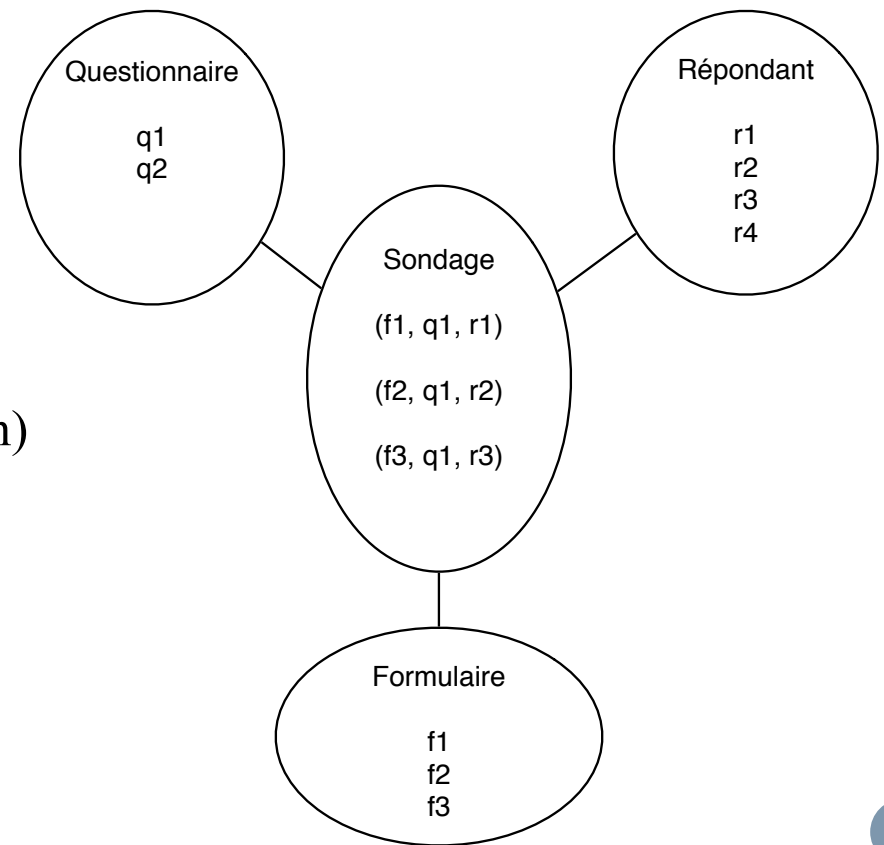 Questionnaire
q1
q2
Répondant
r1
r2
r3
r4
Sondage
(f1, q1, r1)
(f2, q1, r2)
(f3, q1, r3)
n)
Formulaire
f1
f2
f3